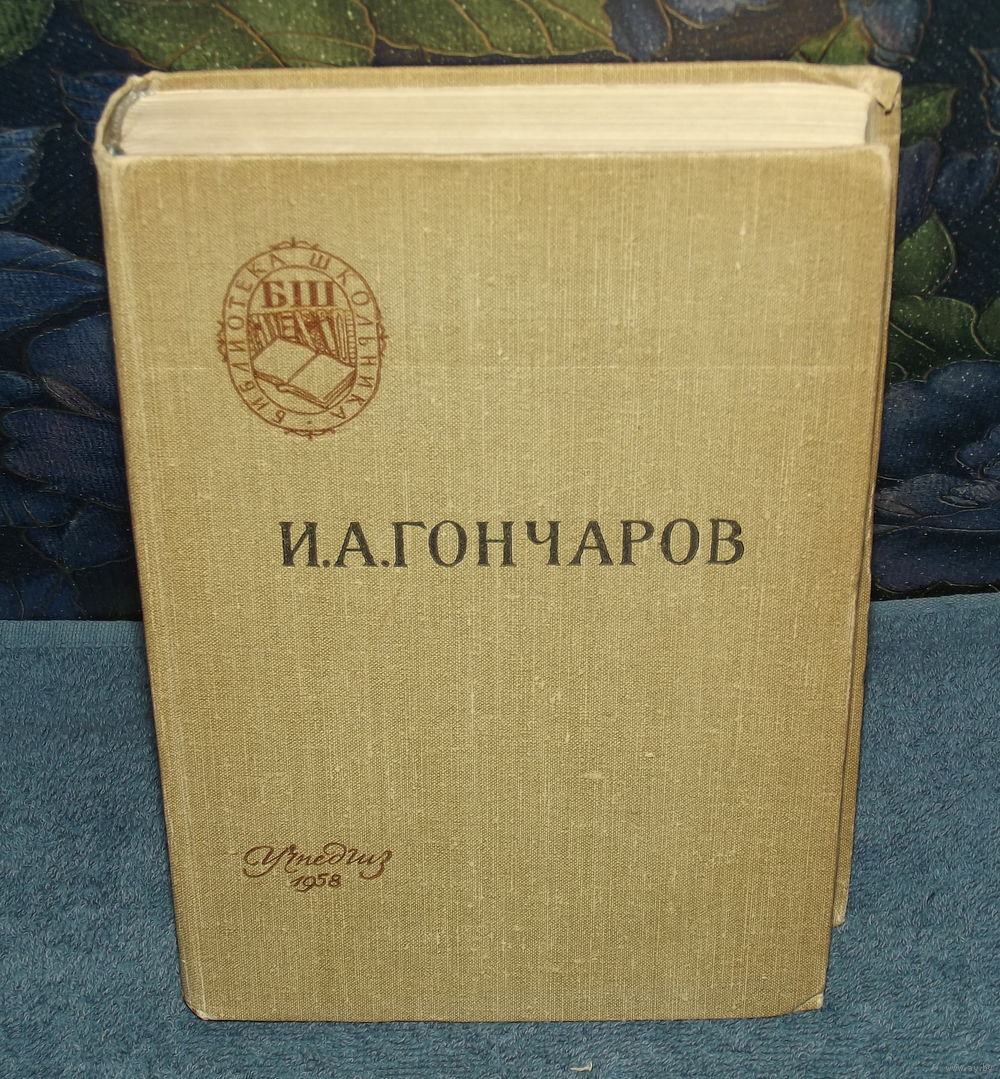 БИБЛИОТЕКА ШКОЛЬНИКА
БШ
И.А.ГОНЧАРОВ
Учпедгиз
1958